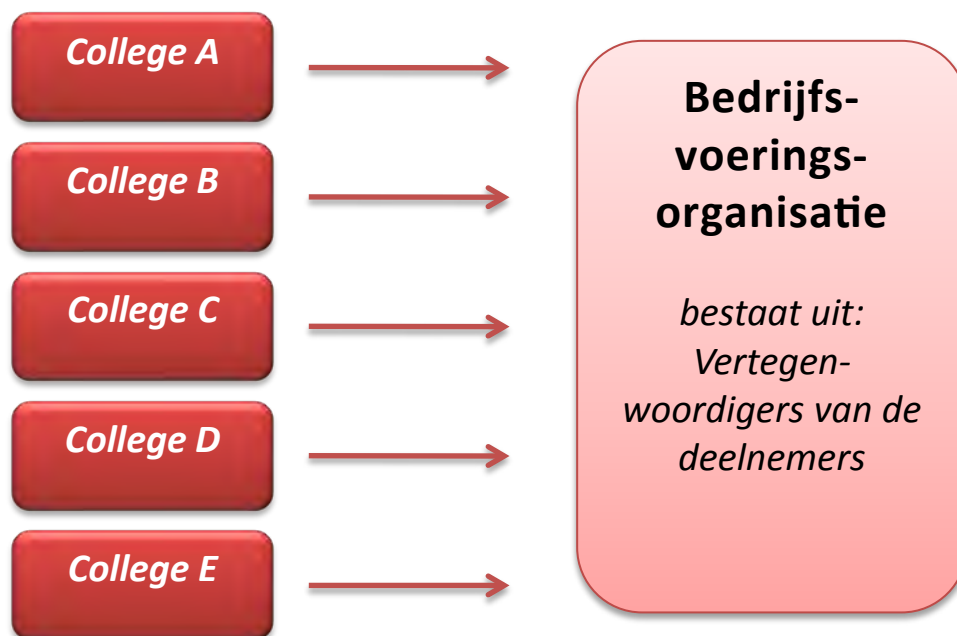 College A
College B
College C
College D
College E
Bedrijfs-
voerings-
organisatie
bestaat uit:
Vertegen-
woordigers van de
deelnemers